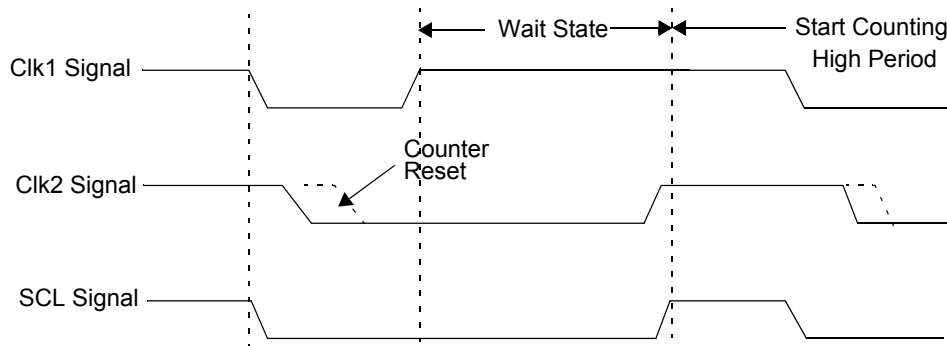 Wait State
Start Counting
High Period
Clk1 Signal
Counter
Reset
Clk2 Signal
SCL Signal